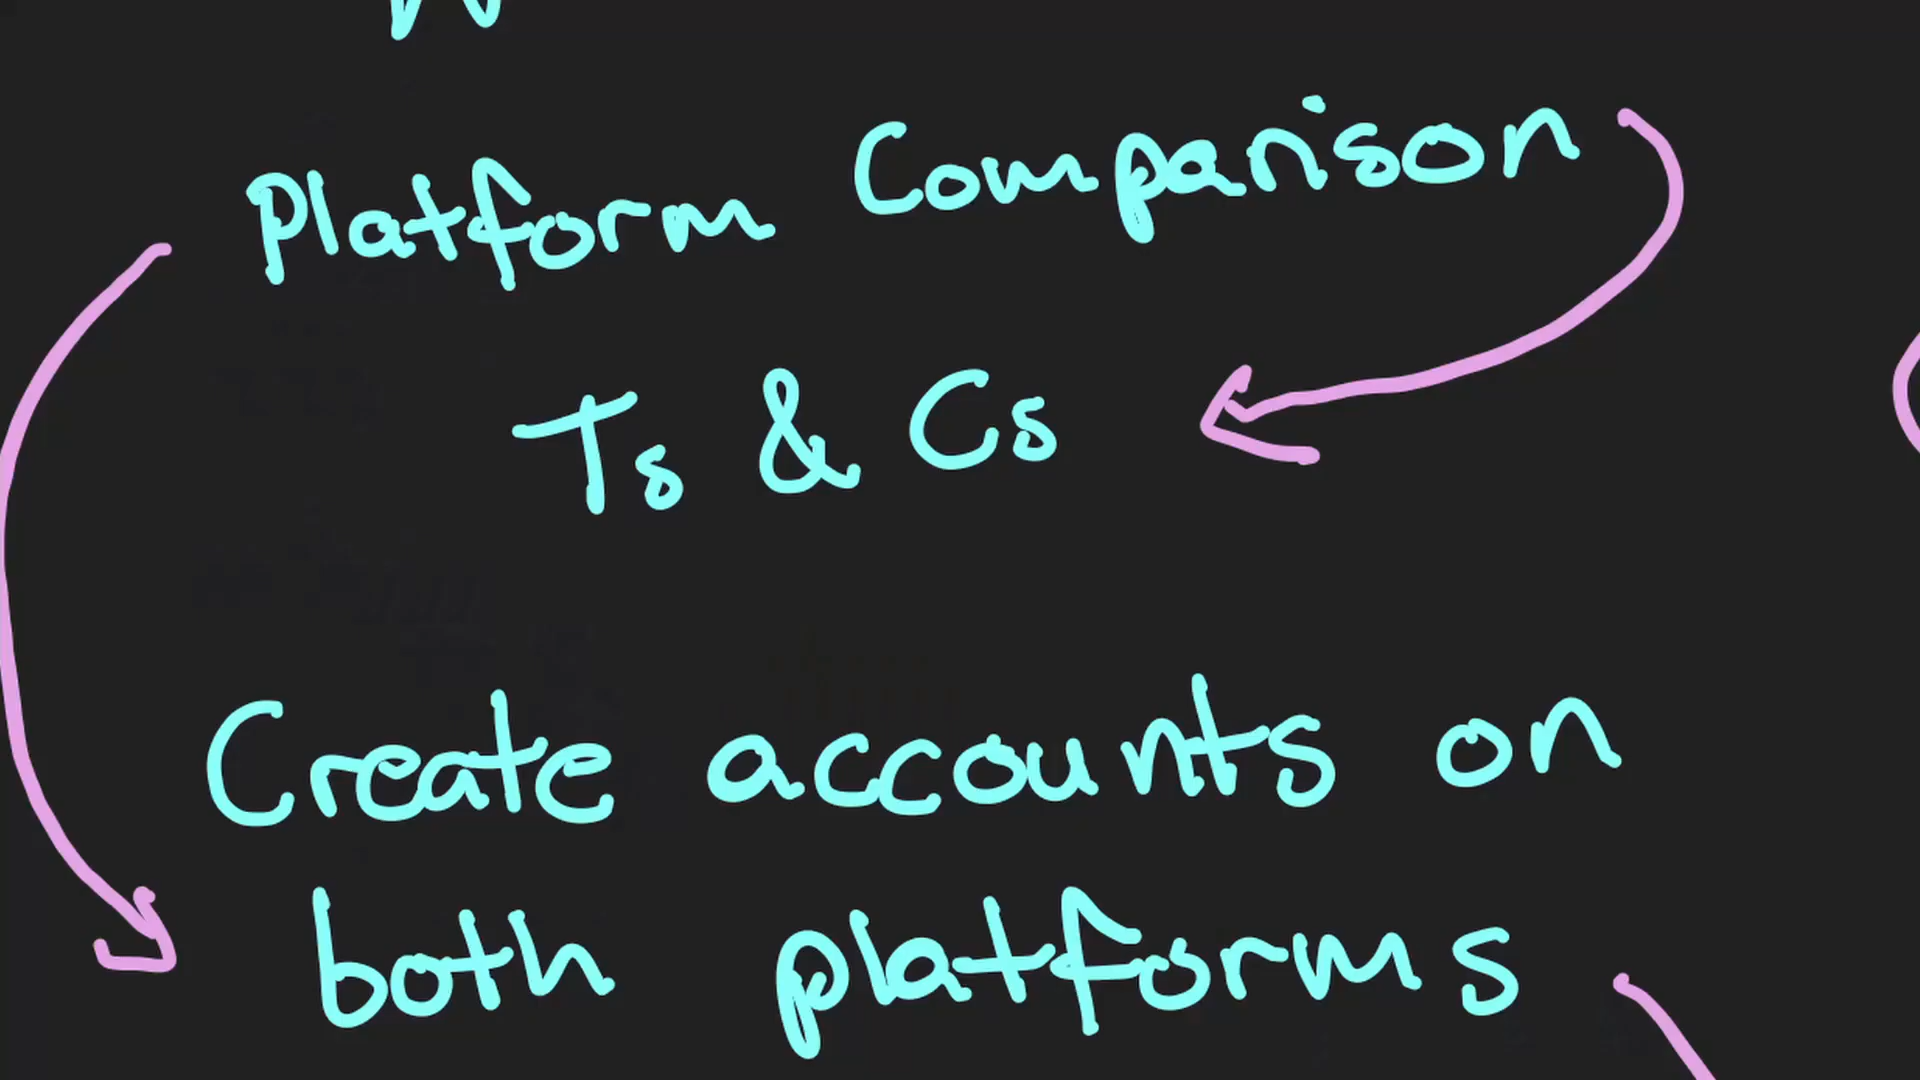 Platform Comparison
Ts & Cs
Create accounts on
both platforms